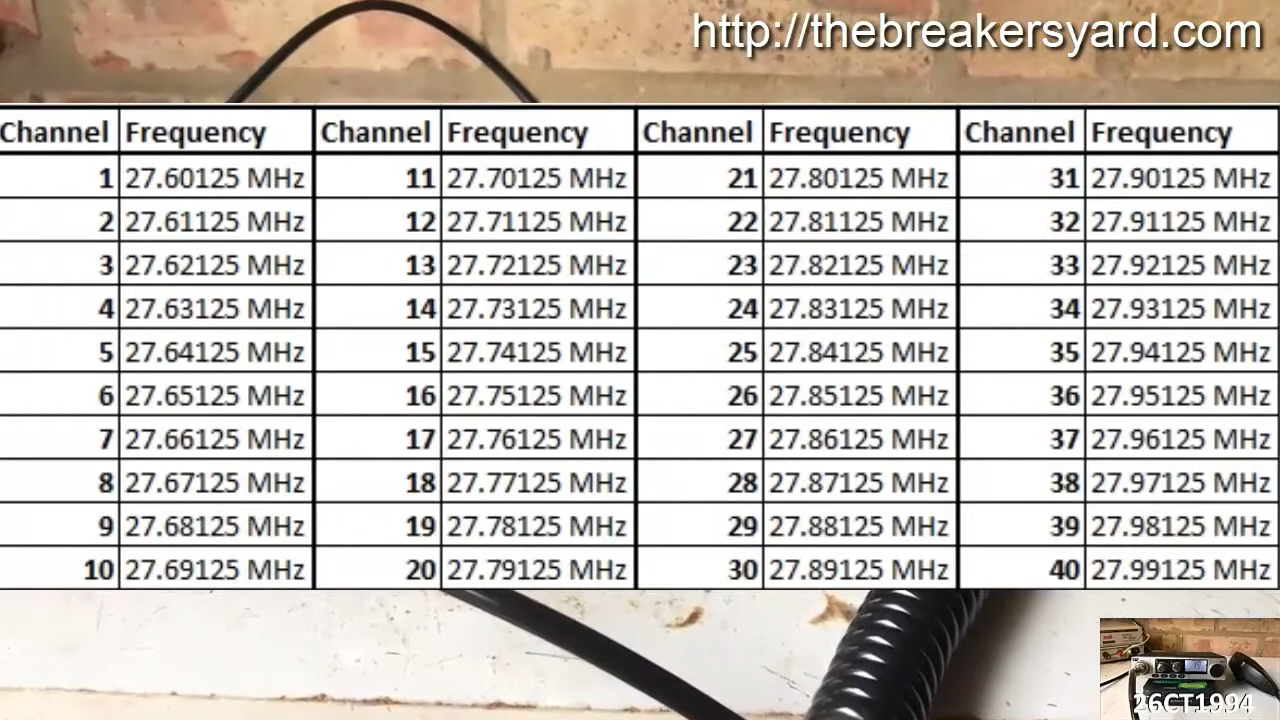 http://thebreakersyard.com
Channel Frequency Channel Frequency Channel Frequency Channel Frequency
1 27.60125 MHz 11 27.70125 MHz 21 27.80125 MHz 31 27.90125 MHz
2 27.61125 MHz 12 27.71125 MHz 22 27.81125 MHz 32 27.91125 MHz
3 27.62125 MHz 13 27.72125 MHz 23 27.82125 MHz 33 27.92125 MHz
4 27.63125 MHz 14 27.73125 MHz 24 27.83125 MHz 34 27.93125 MHz
5 27.64125 MHz 15 27.74125 MHz 25 27.84125 MHz 35 27.94125 MHz
6 27.65125 MHz 16 27.75125 MHz 26 27.85125 MHz 36 27.95125 MHz
7 27.66125 MHz 17 27.76125 MHz 27 27.86125 MHz 37 27.96125 MHz
8 27.67125 MHz 18 27.77125 MHz 28 27.87125 MHz 38 27.97125 MHz
9 27.68125 MHz 19 27.78125 MHz 29 27.88125 MHz 39 27.98125 MHz
10 27.69125 MHz 20 27.79125 MHz 30 27.89125 MHz 40 27.99125 MHz
26CT1994